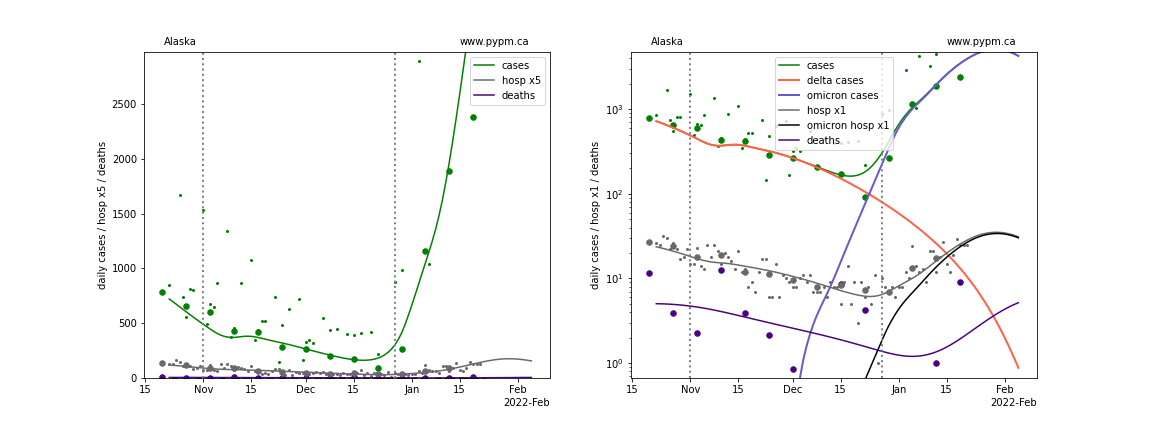 Alaska www.pypm.ca
cases
hosp x5
deaths
daily cases / hosp x5 / deaths
2500
2000
1500
1000
500
0
15 Nov 15 Dec 15 Jan 15 Feb
2022-Feb
Alaska www.pypm.ca
cases
delta cases
omicron cases
hosp x1
omicron hosp x1
deaths
daily cases / hosp x1 / deaths
10³
10²
10¹
10⁰
15 Nov 15 Dec 15 Jan 15 Feb
2022-Feb